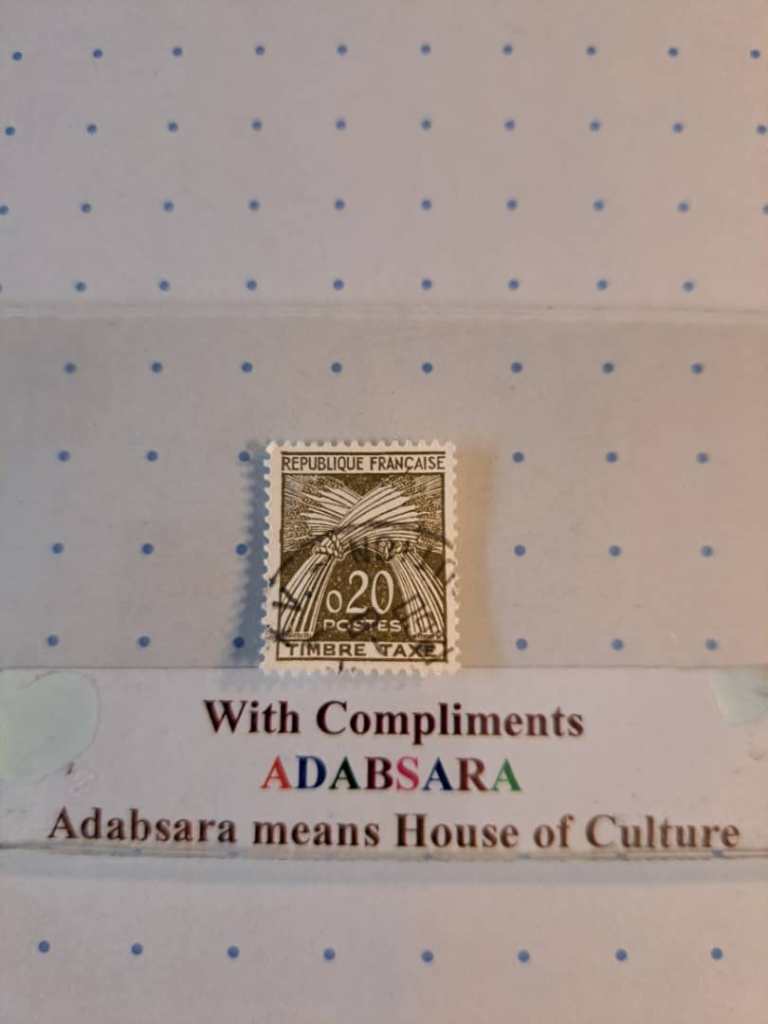 REPUBLIQUE FRANÇAISE
0 20
POSTES
TIMBRE TAXE
With Compliments
ADABSARA
Adabsara means House of Culture